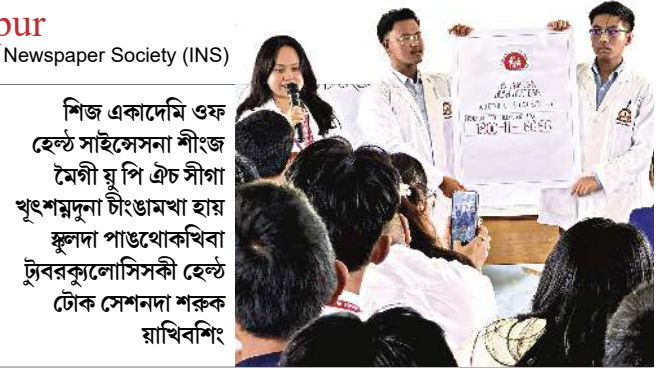 pur
Newspaper Society (INS)
শিজ একাদেমি ওফ
হেল্থ সাইন্সেসনা শীংজ
মৈগী য়ু পি ঐচ সীগা
খূৎশম্নদুনা চীংঙামখা হায়
স্কুলদা পাঙথোকখিবা
ট্যুবরক্যুলোসিসকী হেল্থ
টোক সেশনদা শরুক
য়াখিবশিং